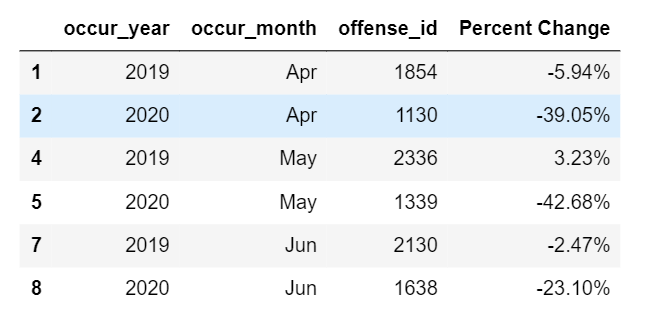 occur_year occur_month offense_id Percent Change
1 2019 Apr 1854 -5.94%
2 2020 Apr 1130 -39.05%
4 2019 May 2336 3.23%
5 2020 May 1339 -42.68%
7 2019 Jun 2130 -2.47%
8 2020 Jun 1638 -23.10%